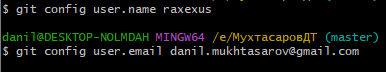 $ git config user.name raxexus
danil@DESKTOP-NOLMDAH MINGW64 /e/МухтасаровДТ (master)
$ git config user.email danil.mukhtasarov@gmail.com